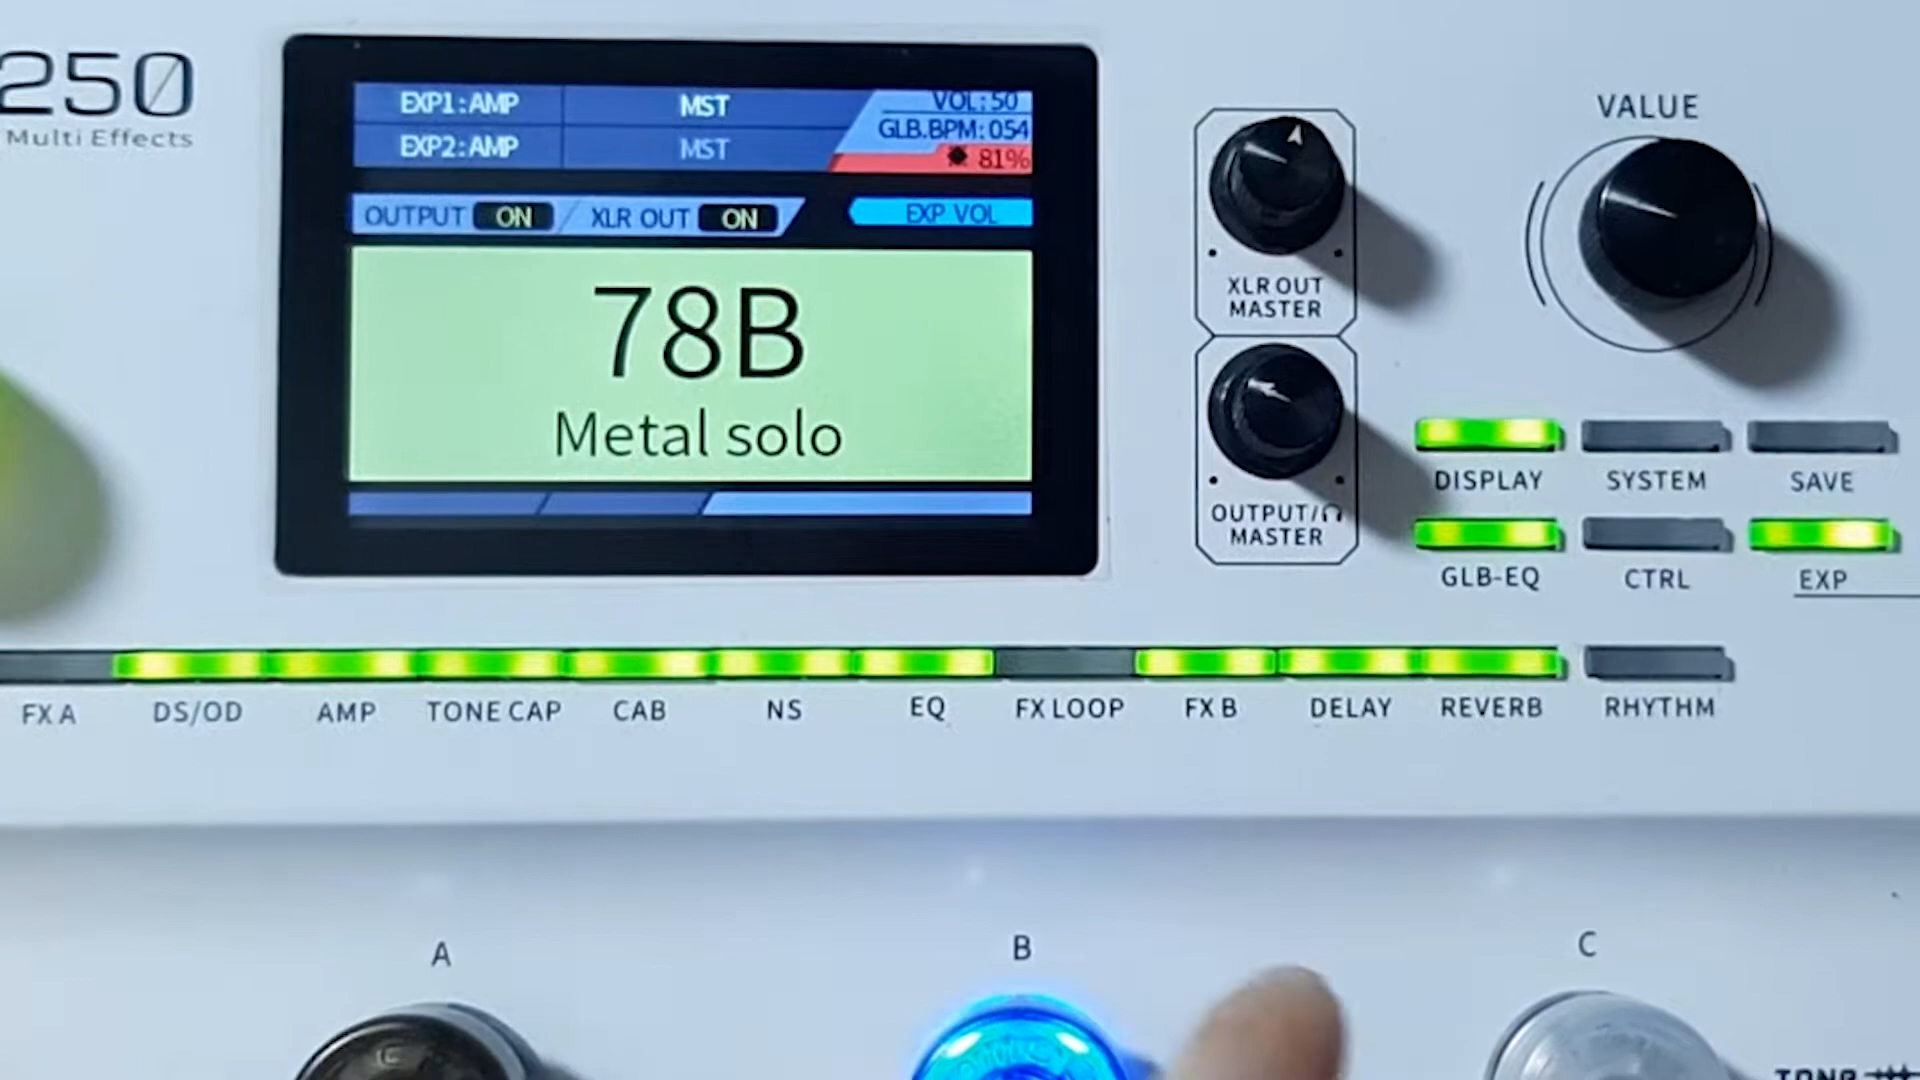 250
Multi Effects
EXP1:AMP MST
VOL:50
GLB.BPM:054
EXP2:AMP MST
81%
OUTPUT ON XLR OUT ON
EXP VOL
78B
Metal solo
XLR OUT
MASTER
OUTPUT/
MASTER
VALUE
DISPLAY SYSTEM SAVE
GLB-EQ CTRL EXP
FX A DS/OD AMP TONE CAP CAB NS EQ FX LOOP FX B DELAY REVERB RHYTHM
A B C
TONE